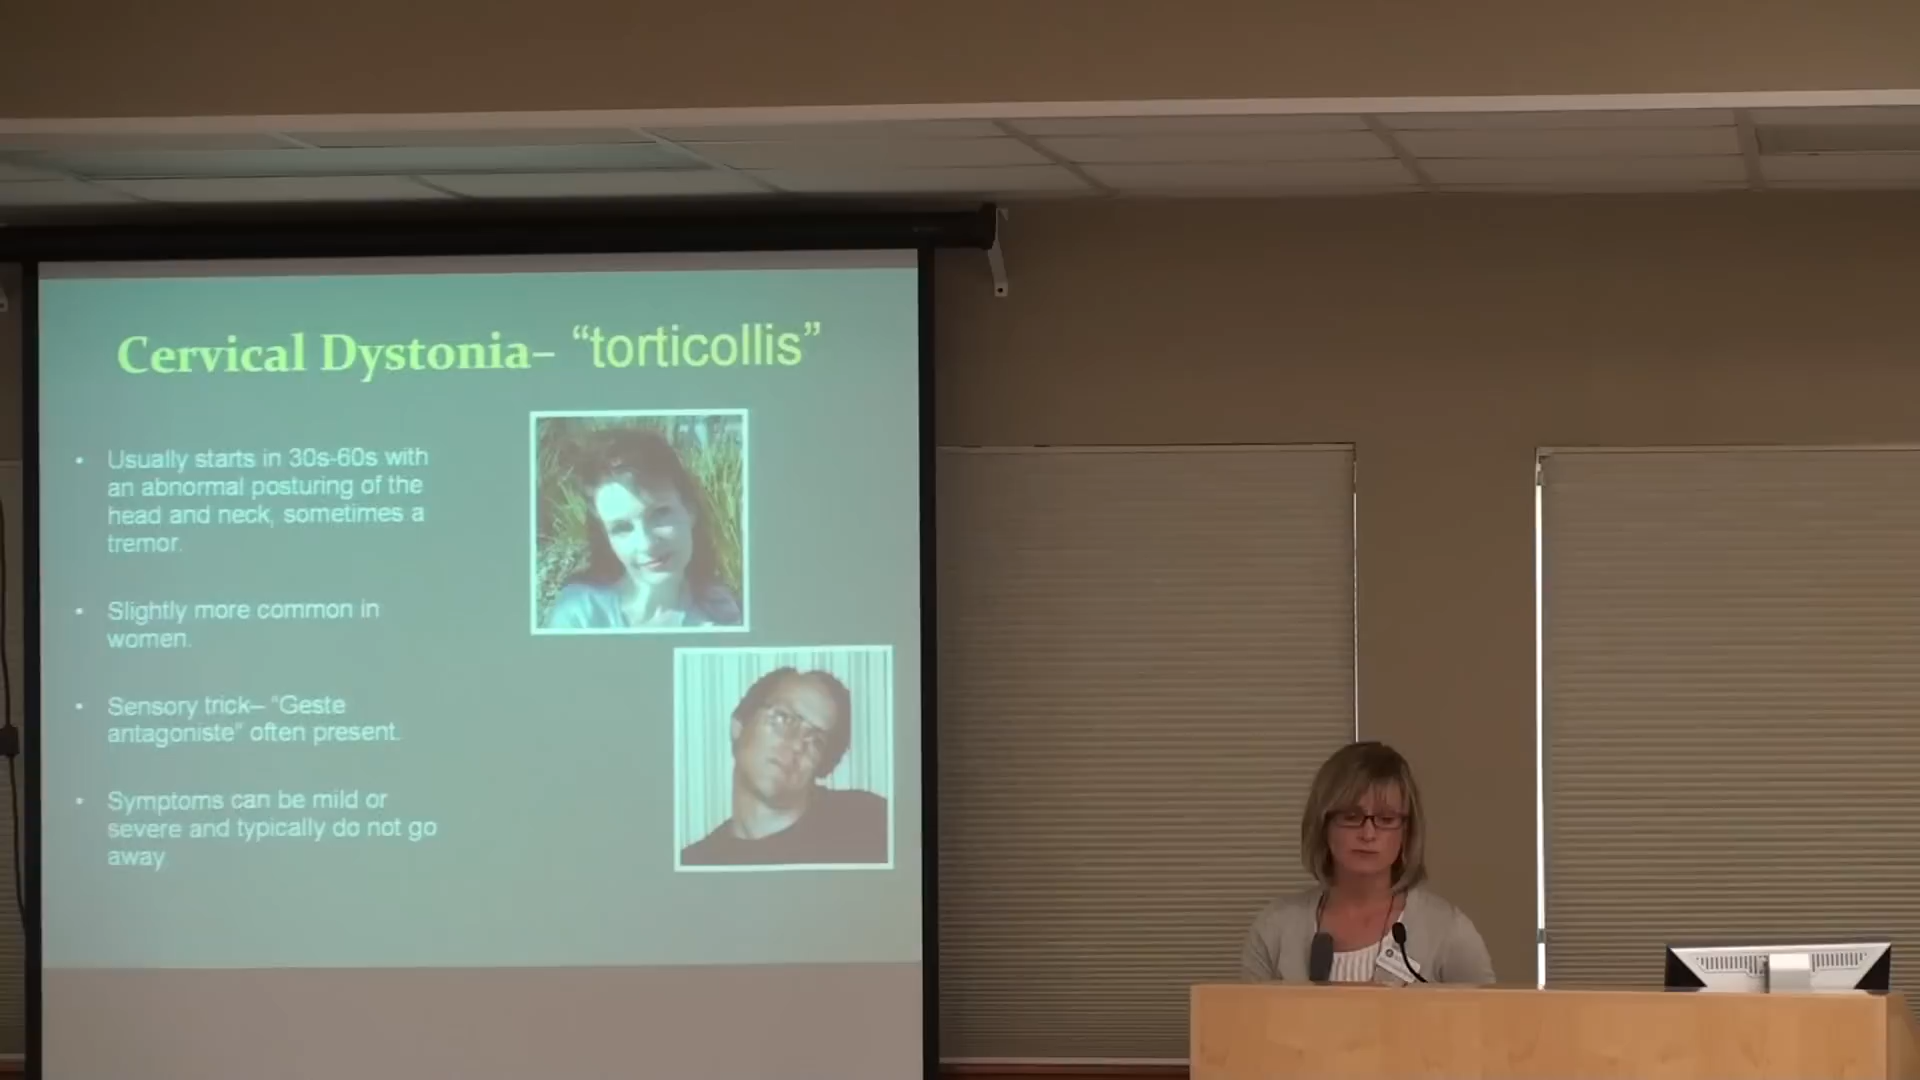 Cervical Dystonia– “torticollis”
• Usually starts in 30s-60s with
an abnormal posturing of the
head and neck, sometimes a
tremor.
• Slightly more common in
women.
• Sensory trick– “Geste
antagoniste” often present.
• Symptoms can be mild or
severe and typically do not go
away